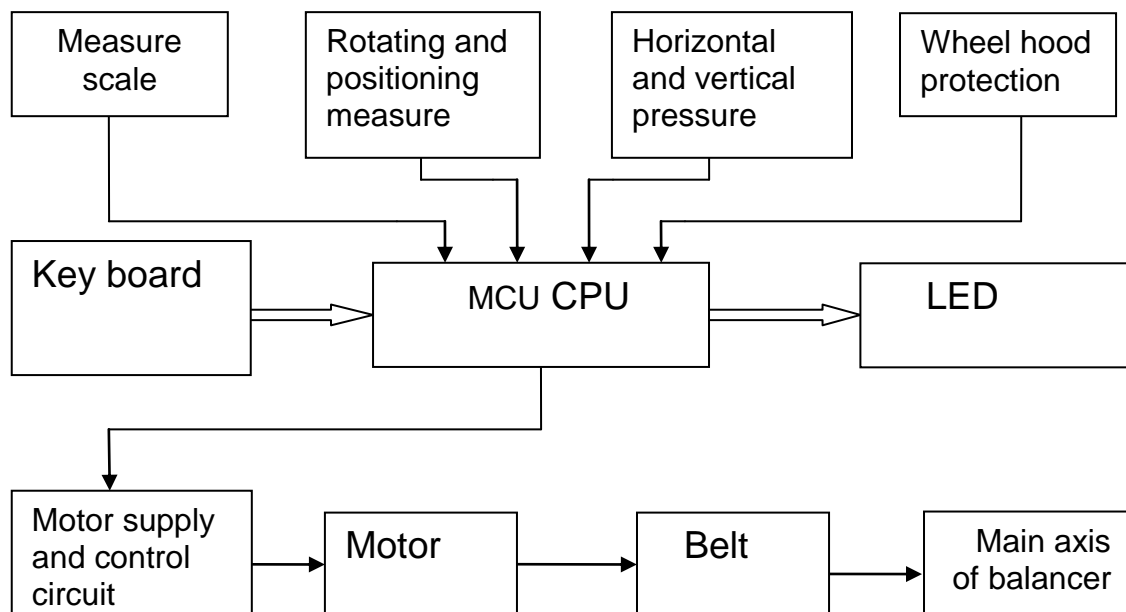 Measure
scale
Rotating and
positioning
measure
Horizontal
and vertical
pressure
Wheel hood
protection
Key board
MCU CPU
LED
Motor supply
and control
circuit
Motor
Belt
Main axis
of balancer